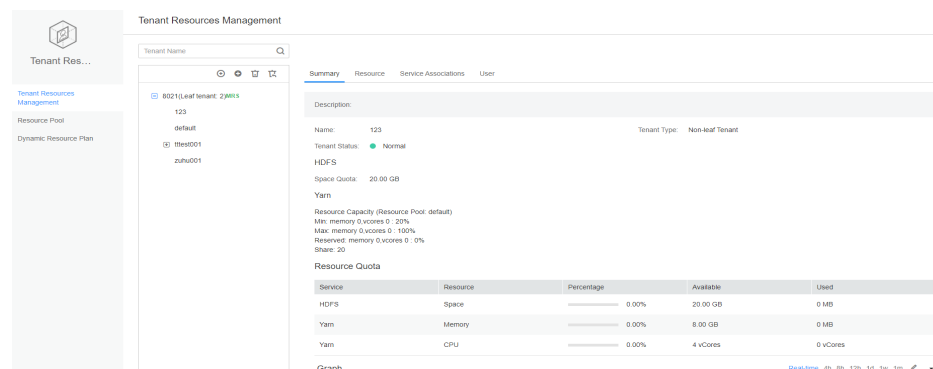 Tenant Res...
Tenant Resources
Management
Resource Pool
Dynamic Resource Plan
Tenant Resources Management
Tenant Name
8021(Leaf tenant: 2)
123
default
tttest001
zuhu001
Summary Resource Service Associations User
Description:
Name: 123 Tenant Type: Non-leaf Tenant
Tenant Status: Normal
HDFS
Space Quota: 20.00 GB
Yarn
Resource Capacity (Resource Pool: default)
Min: memory 0,vcores 0 : 20%
Max: memory 0,vcores 0 : 100%
Reserved: memory 0,vcores 0 : 0%
Share: 20
Resource Quota
Service Resource Percentage Available Used
HDFS Space 0.00% 20.00 GB 0 MB
Yarn Memory 0.00% 8.00 GB 0 MB
Yarn CPU 0.00% 4 vCores 0 vCores
Graph Real-time 4h 8h 12h 1d 1w 1m